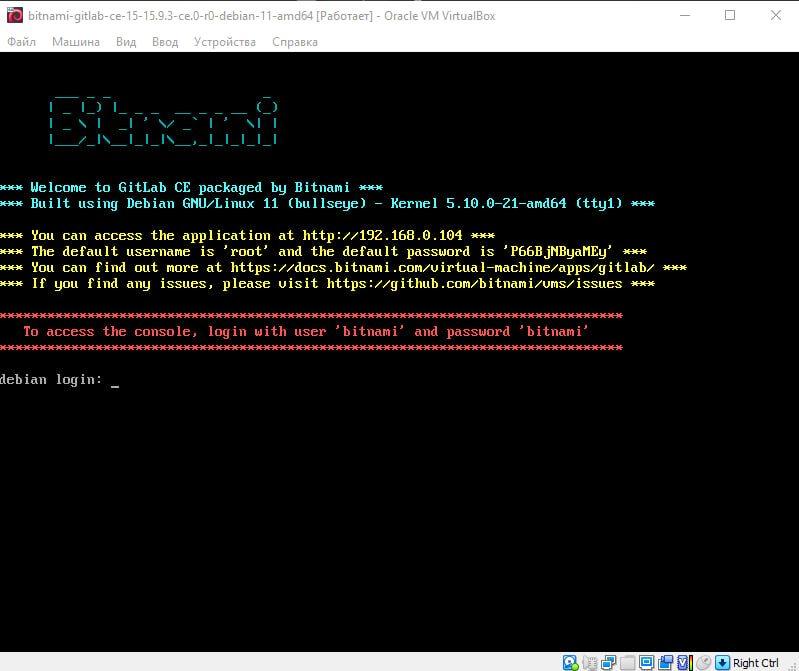 bitnami-gitlab-ce-15-15.9.3-ce.0-r0-debian-11-amd64 [Работает] - Oracle VM VirtualBox
Файл Машина Вид Ввод Устройства Справка
Bitnami
*** Welcome to GitLab CE packaged by Bitnami ***
*** Built using Debian GNU/Linux 11 (bullseye) - Kernel 5.10.0-21-amd64 (tty1) ***
*** You can access the application at http://192.168.0.104 ***
*** The default username is 'root' and the default password is 'P66BjNByaMEy' ***
*** You can find out more at https://docs.bitnami.com/virtual-machine/apps/gitlab/ ***
*** If you find any issues, please visit https://github.com/bitnami/vms/issues ***
******************************************************************************
To access the console, login with user 'bitnami' and password 'bitnami'
******************************************************************************
debian login: _
Right Ctrl